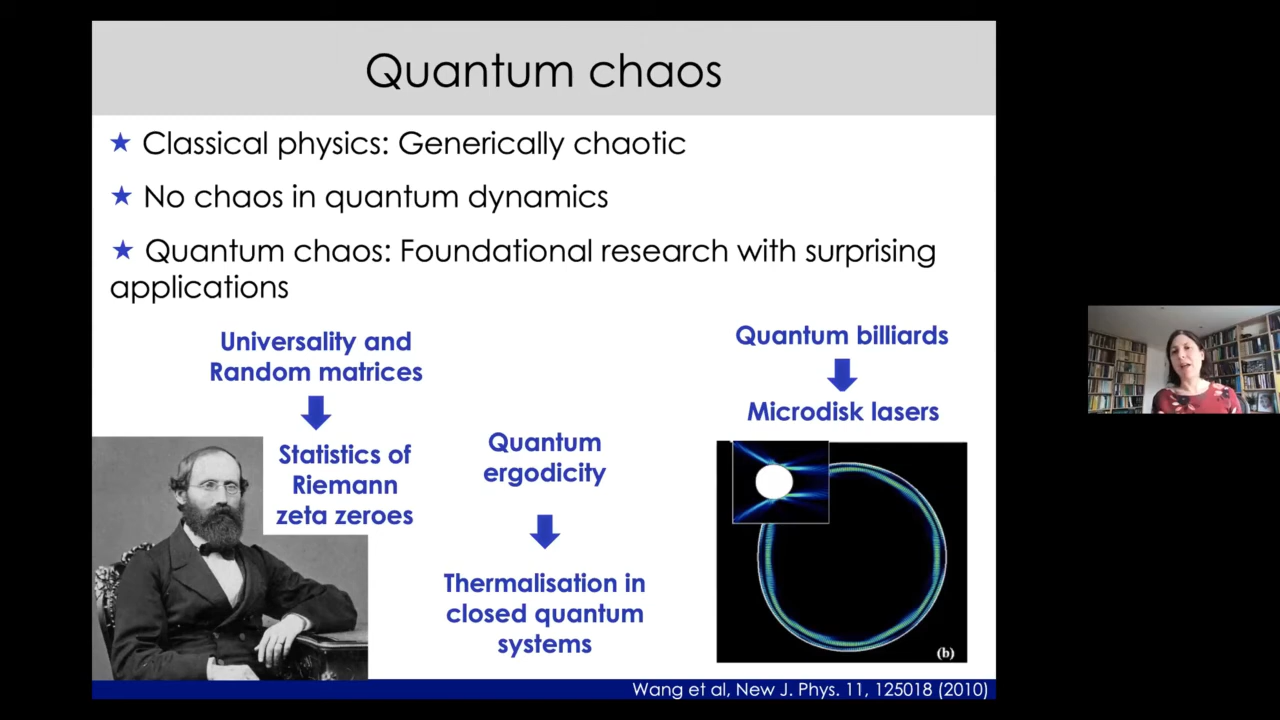 Quantum chaos
★ Classical physics: Generically chaotic
★ No chaos in quantum dynamics
★ Quantum chaos: Foundational research with surprising
applications
Universality and
Random matrices
Statistics of
Riemann
zeta zeroes
Quantum
ergodicity
Thermalisation in
closed quantum
systems
Quantum billiards
Microdisk lasers
(b)
Wang et al, New J. Phys. 11, 125018 (2010)